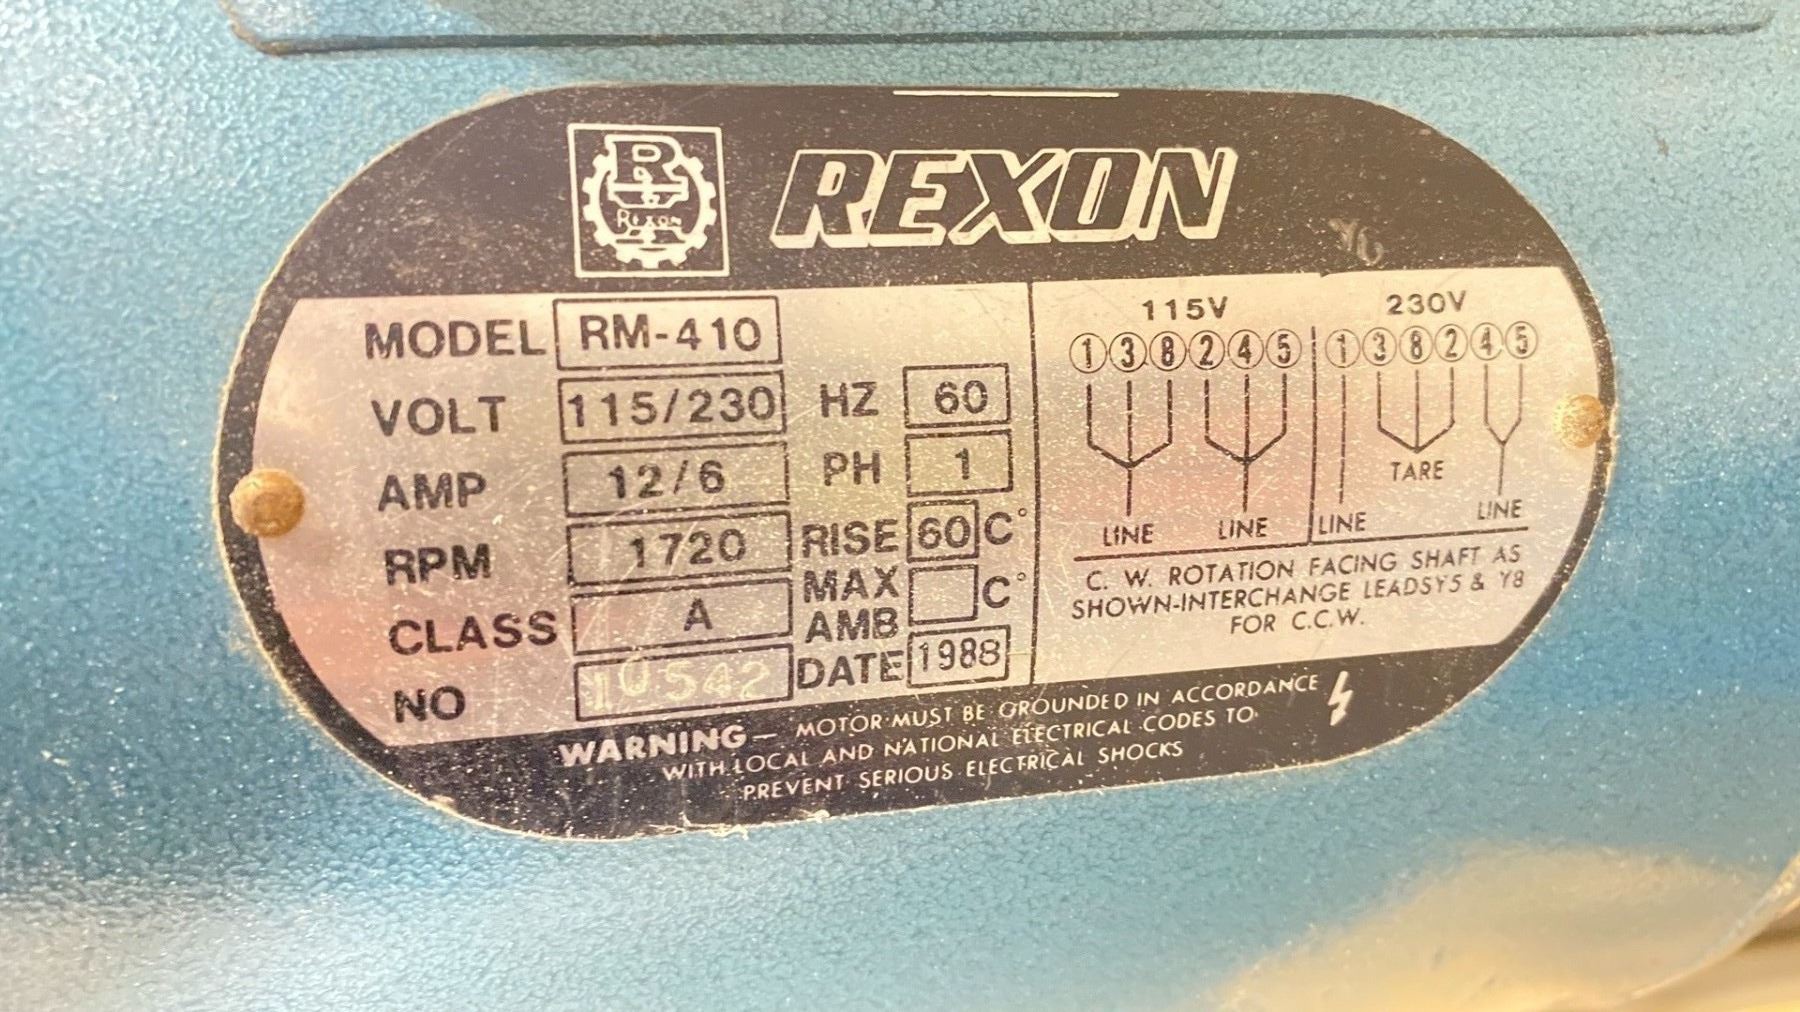 R
Rexon
REXON
MODEL RM-410
VOLT 115/230 HZ 60
AMP 12/6 PH 1
RPM 1720 RISE 60 C°
CLASS A MAX AMB C°
NO 10542 DATE 1988
115V 230V
1 3 8 2 4 5 1 3 8 2 4 5
TARE
LINE LINE LINE LINE
C. W. ROTATION FACING SHAFT AS
SHOWN-INTERCHANGE LEADSY5 & Y8
FOR C.C.W.
WARNING — MOTOR MUST BE GROUNDED IN ACCORDANCE
WITH LOCAL AND NATIONAL ELECTRICAL CODES TO
PREVENT SERIOUS ELECTRICAL SHOCKS